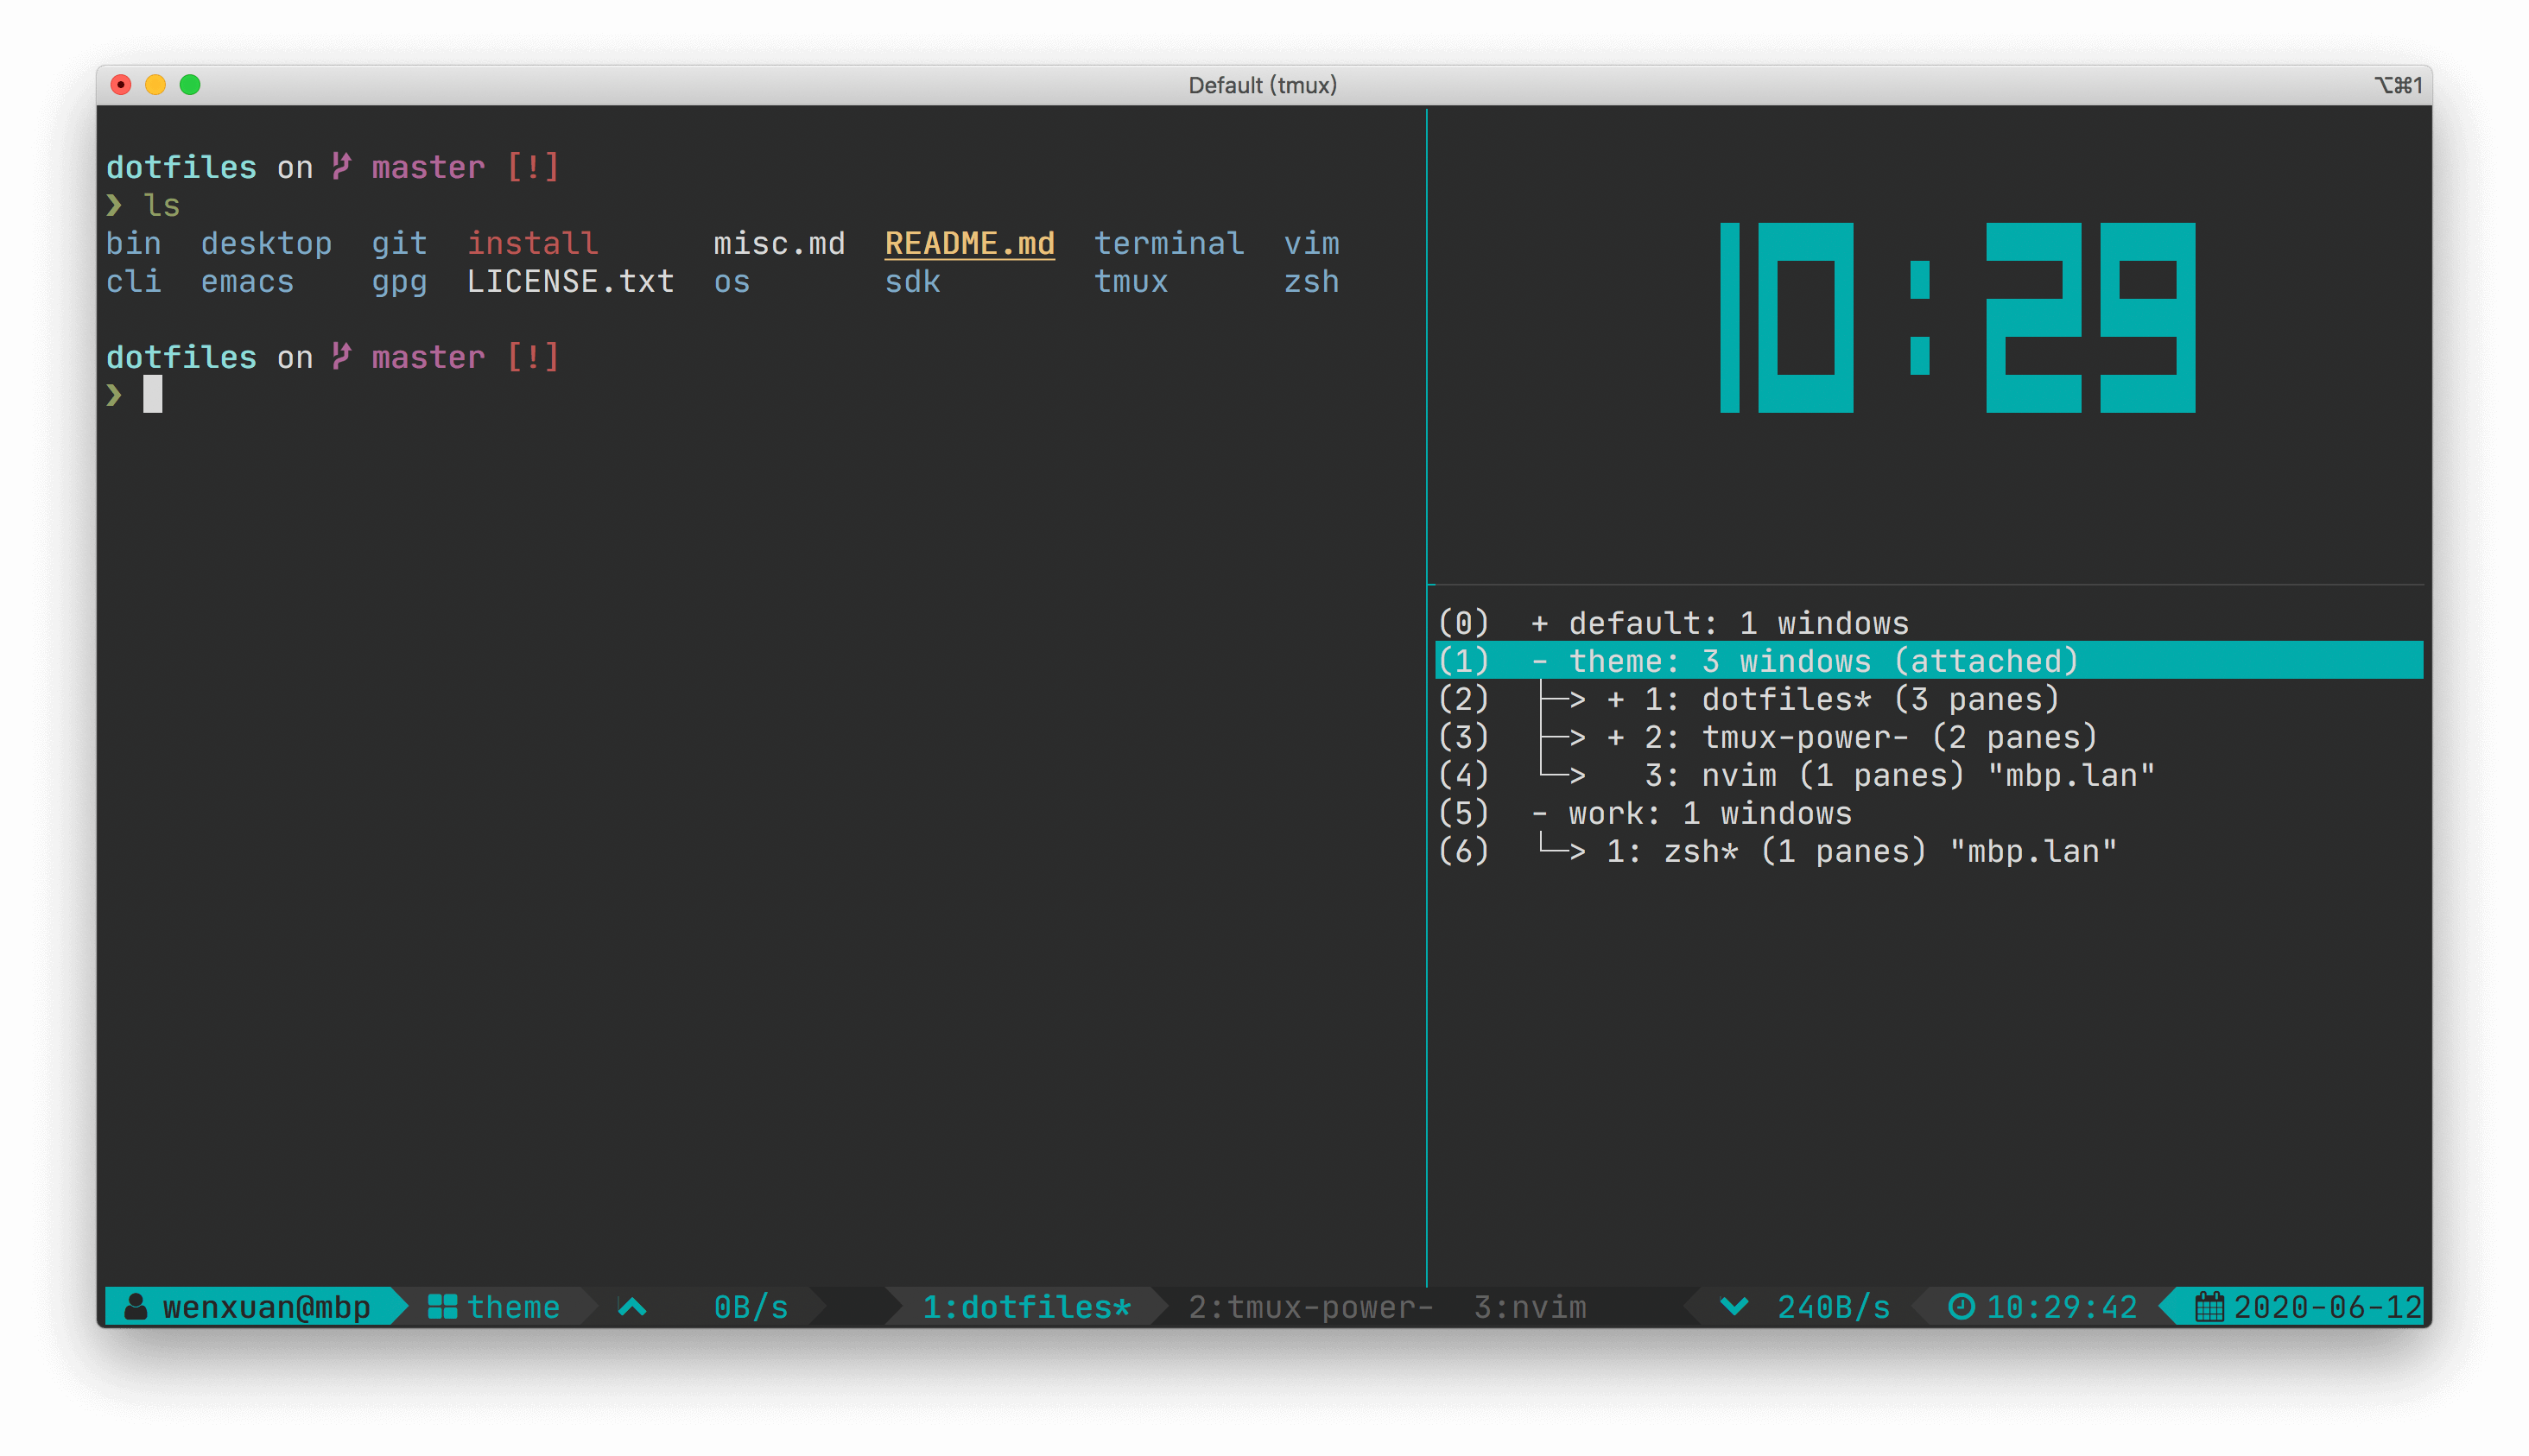 Default (tmux)
⌥⌘1
dotfiles on master [!]
❯ ls
bin desktop git install misc.md README.md terminal vim
cli emacs gpg LICENSE.txt os sdk tmux zsh
dotfiles on master [!]
❯
10:29
(0) + default: 1 windows
(1) - theme: 3 windows (attached)
(2) ├─> + 1: dotfiles* (3 panes)
(3) ├─> + 2: tmux-power- (2 panes)
(4) └─> 3: nvim (1 panes) "mbp.lan"
(5) - work: 1 windows
(6) └─> 1: zsh* (1 panes) "mbp.lan"
wenxuan@mbp theme 0B/s 1:dotfiles* 2:tmux-power- 3:nvim 240B/s 10:29:42 2020-06-12